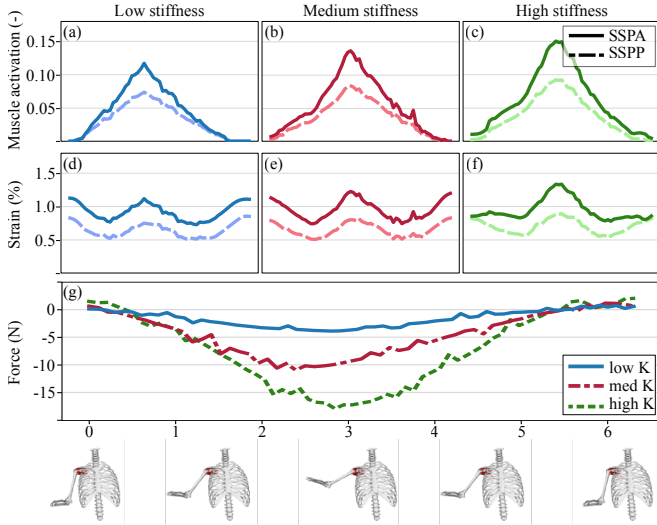 Low stiffness Medium stiffness High stiffness
Muscle activation (-)
0.15
0.10
0.05
(a) (b) (c)
SSPA
SSPP
Strain (%)
1.5
1.0
0.5
(d) (e) (f)
Force (N)
(g)
0
-5
-10
-15
low K
med K
high K
0 1 2 3 4 5 6